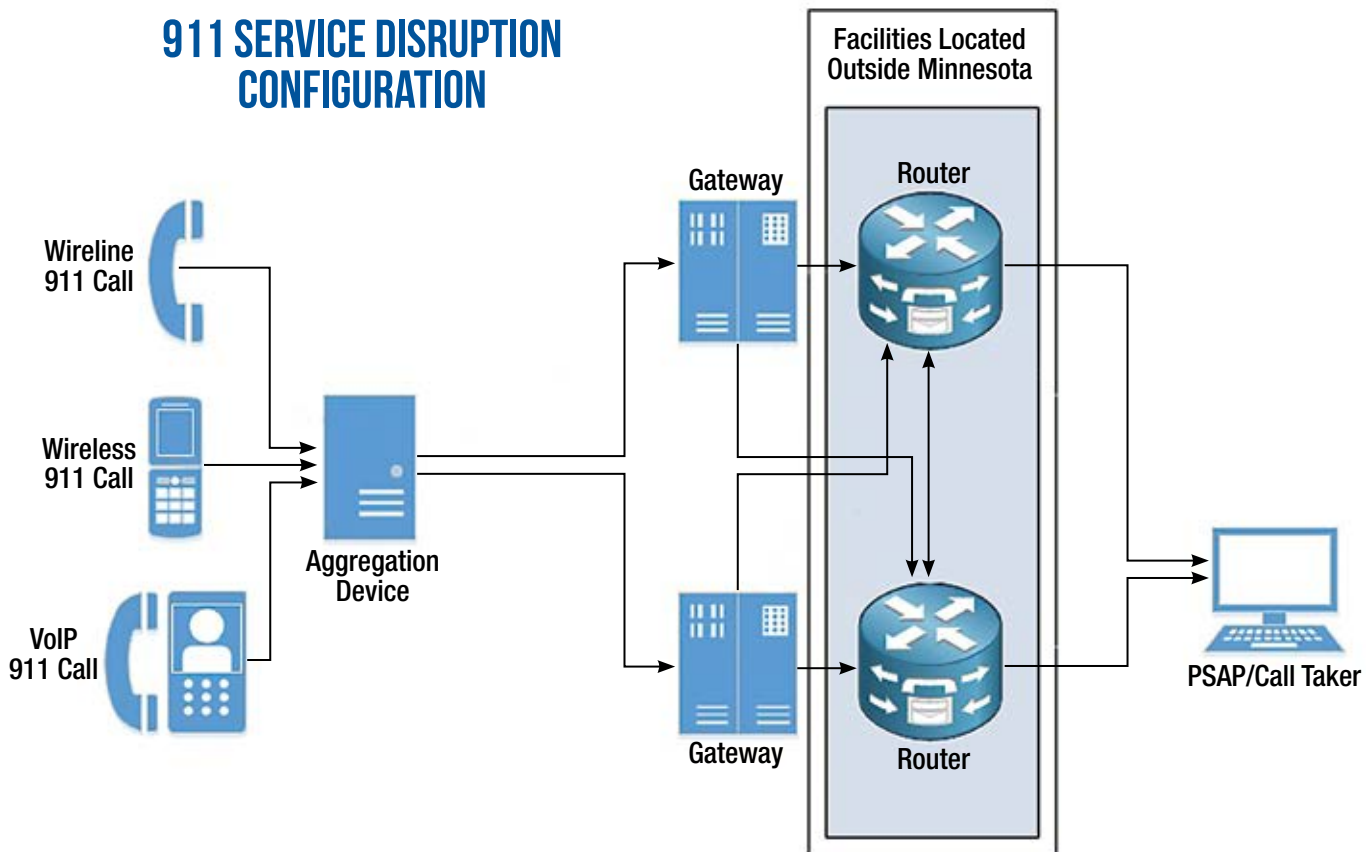 911 SERVICE DISRUPTION
CONFIGURATION
Facilities Located
Outside Minnesota
Gateway
Router
Wireline
911 Call
Wireless
911 Call
Aggregation
Device
VoIP
911 Call
PSAP/Call Taker
Gateway
Router